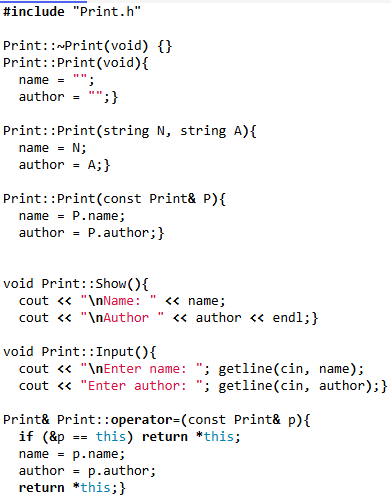 #include "Print.h"
Print::~Print(void) {}
Print::Print(void){
name = "";
author = "";}
Print::Print(string N, string A){
name = N;
author = A;}
Print::Print(const Print& P){
name = P.name;
author = P.author;}
void Print::Show(){
cout << "\nName: " << name;
cout << "\nAuthor " << author << endl;}
void Print::Input(){
cout << "\nEnter name: "; getline(cin, name);
cout << "Enter author: "; getline(cin, author);}
Print& Print::operator=(const Print& p){
if (&p == this) return *this;
name = p.name;
author = p.author;
return *this;}